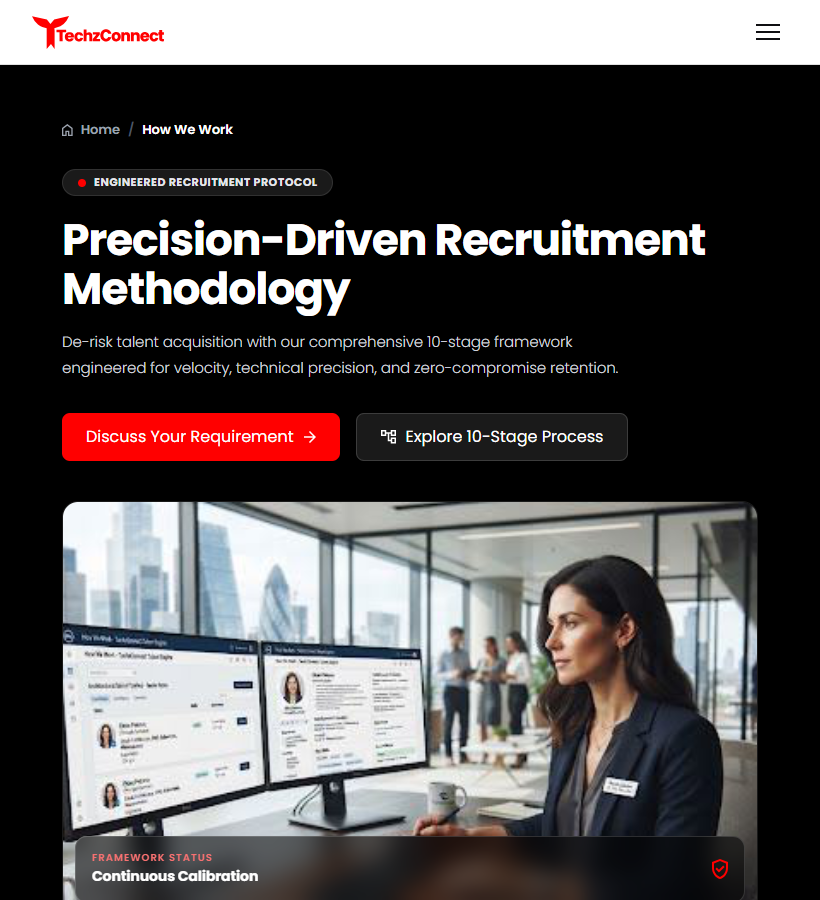 TechzConnect
Home / How We Work
ENGINEERED RECRUITMENT PROTOCOL
Precision-Driven Recruitment
Methodology
De-risk talent acquisition with our comprehensive 10-stage framework
engineered for velocity, technical precision, and zero-compromise retention.
Discuss Your Requirement →
Explore 10-Stage Process
FRAMEWORK STATUS
Continuous Calibration